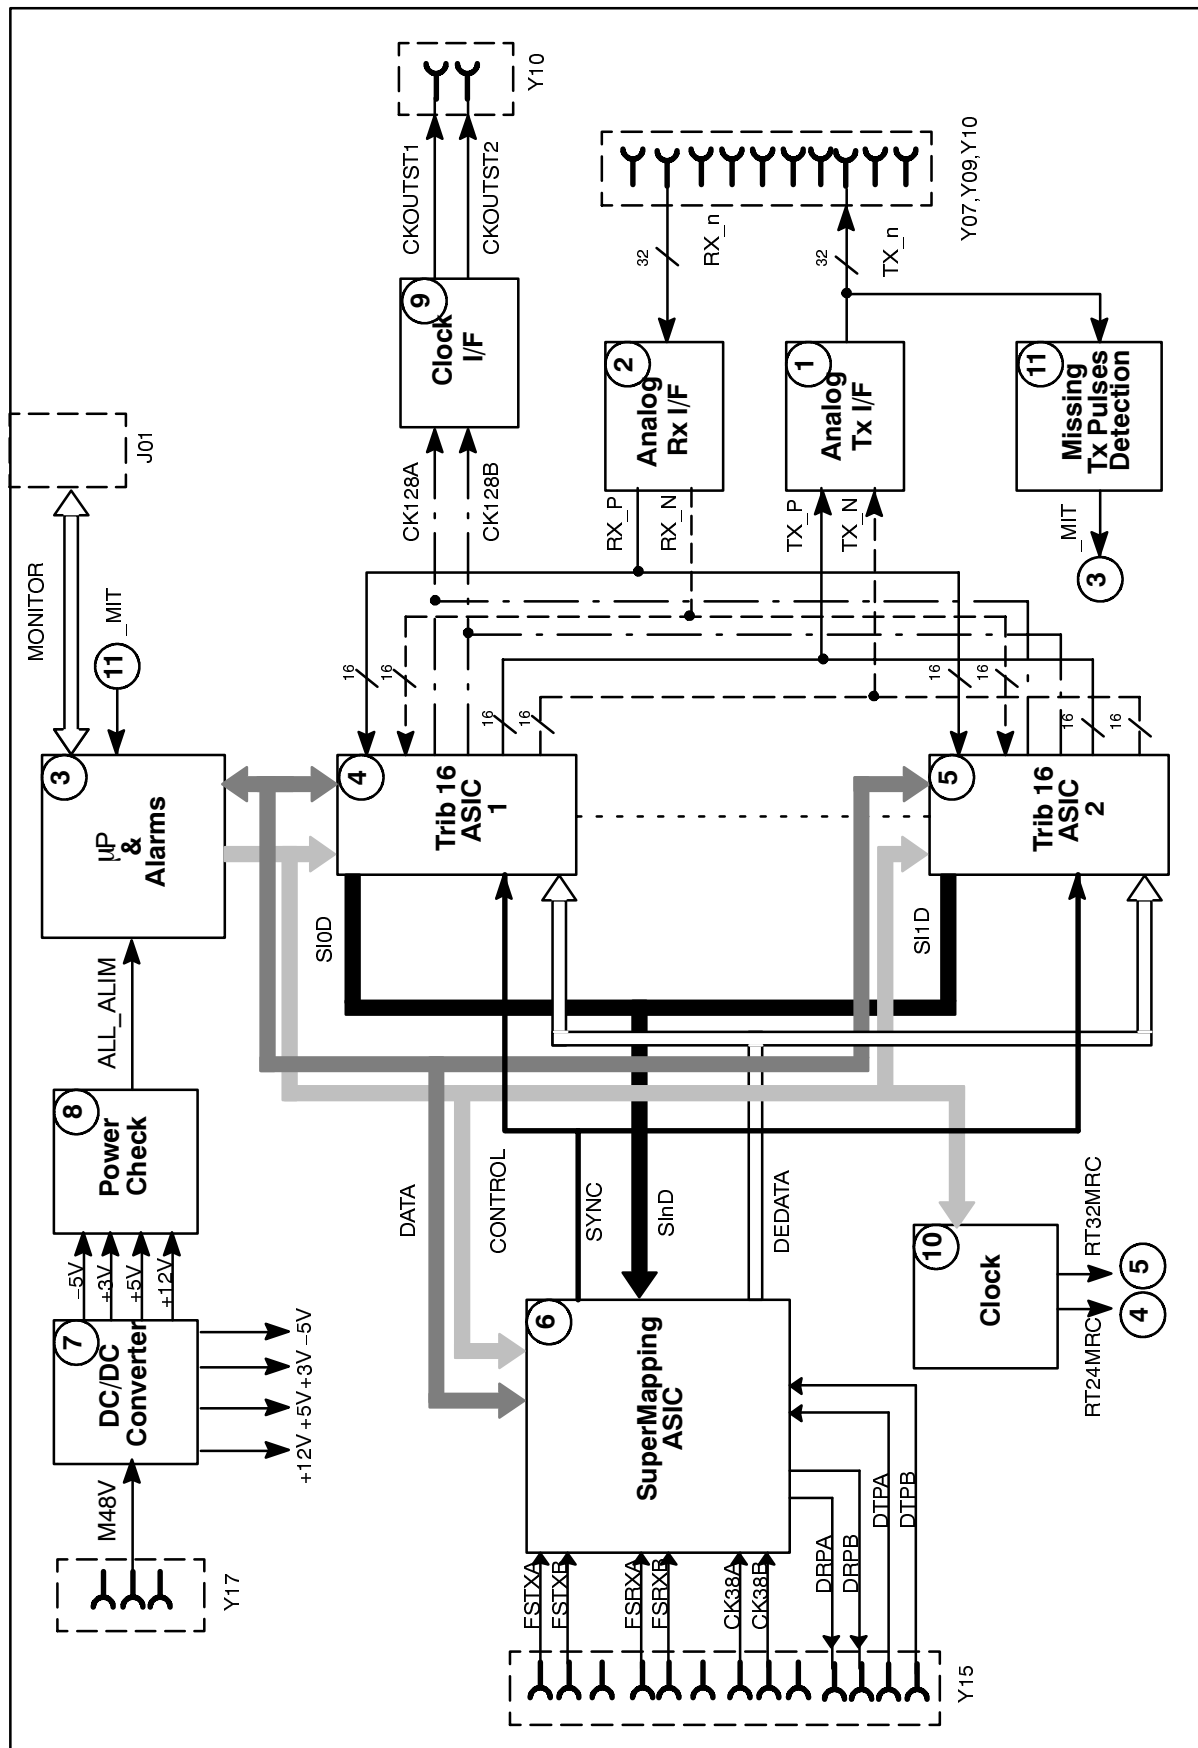 Y17
M48V
7
DC/DC
Converter
–5V
+3V
+5V
+12V
+12V
+5V
+3V
–5V
8
Power
Check
ALL_ALIM
3
µP
&
Alarms
11
_MIT
MONITOR
J01
Y15
FSTXA
FSTXB
FSRXA
FSRXB
CK38A
CK38B
DRPA
DRPB
DTPA
DTPB
6
SuperMapping
ASIC
DATA
CONTROL
SYNC
SInD
DEDATA
SI0D
SI1D
10
Clock
RT24MRC
RT32MRC
4
5
4
Trib 16
ASIC
1
5
Trib 16
ASIC
2
16
16
16
16
16
16
16
16
CK128A
CK128B
9
Clock
I/F
CKOUTST1
CKOUTST2
Y10
RX_P
RX_N
2
Analog
Rx I/F
32
RX_n
TX_P
TX_N
1
Analog
Tx I/F
32
TX_n
Y07,Y09,Y10
11
Missing
Tx Pulses
Detection
_MIT
3